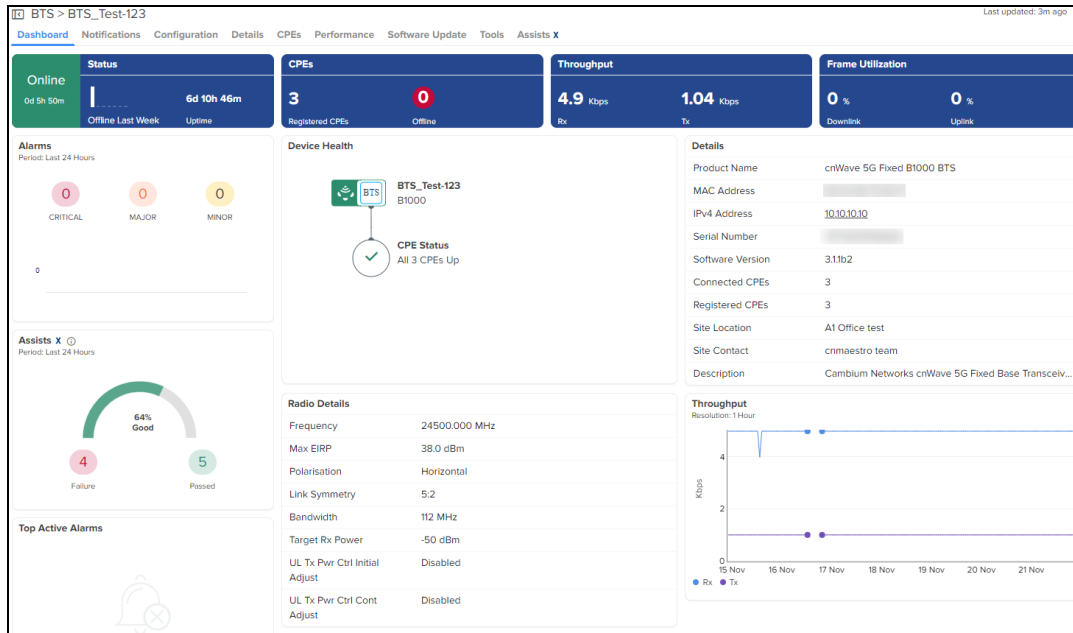 BTS > BTS_Test-123
Last updated: 3m ago
Dashboard Notifications Configuration Details CPEs Performance Software Update Tools Assists X
Online
0d 5h 50m
Status
6d 10h 46m
Offline Last Week Uptime
CPEs
3 0
Registered CPEs Offline
Throughput
4.9 Kbps 1.04 Kbps
Rx Tx
Frame Utilization
0 % 0 %
Downlink Uplink
Alarms
Period: Last 24 Hours
0 0 0
CRITICAL MAJOR MINOR
0
Assists X
Period: Last 24 Hours
64%
Good
4 5
Failure Passed
Top Active Alarms
Device Health
BTS
BTS_Test-123
B1000
CPE Status
All 3 CPEs Up
Radio Details
Frequency 24500.000 MHz
Max EIRP 38.0 dBm
Polarisation Horizontal
Link Symmetry 5:2
Bandwidth 112 MHz
Target Rx Power -50 dBm
UL Tx Pwr Ctrl Initial Disabled
Adjust
UL Tx Pwr Ctrl Cont Disabled
Adjust
Details
Product Name cnWave 5G Fixed B1000 BTS
MAC Address
IPv4 Address 10.10.10.10
Serial Number
Software Version 3.1.1b2
Connected CPEs 3
Registered CPEs 3
Site Location A1 Office test
Site Contact cnmaestro team
Description Cambium Networks cnWave 5G Fixed Base Transceiv...
Throughput
Resolution: 1 Hour
4
Kbps
2
0
15 Nov 16 Nov 17 Nov 18 Nov 19 Nov 20 Nov 21 Nov
Rx Tx